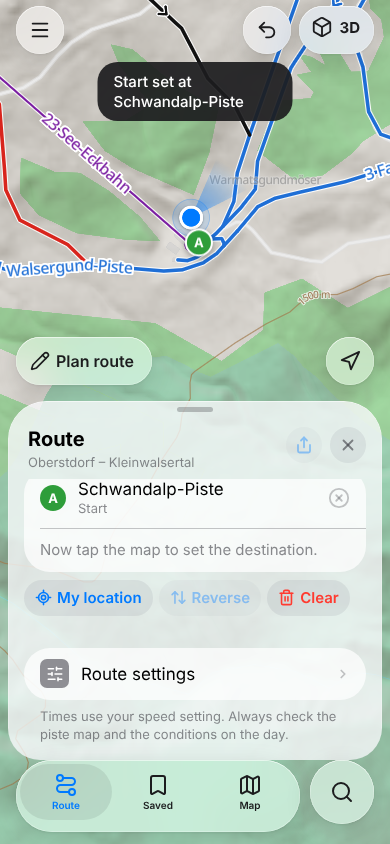 3D
Start set at
Schwandalp-Piste
23·See-Eckbahn
Warmatsgundmoser
3·Fa
Walsergund-Piste
1600 m
Plan route
Route
Oberstdorf – Kleinwalsertal
A
A
Schwandalp-Piste
Start
Now tap the map to set the destination.
My location
Reverse
Clear
Route settings
Times use your speed setting. Always check the
piste map and the conditions on the day.
Route
Saved
Map